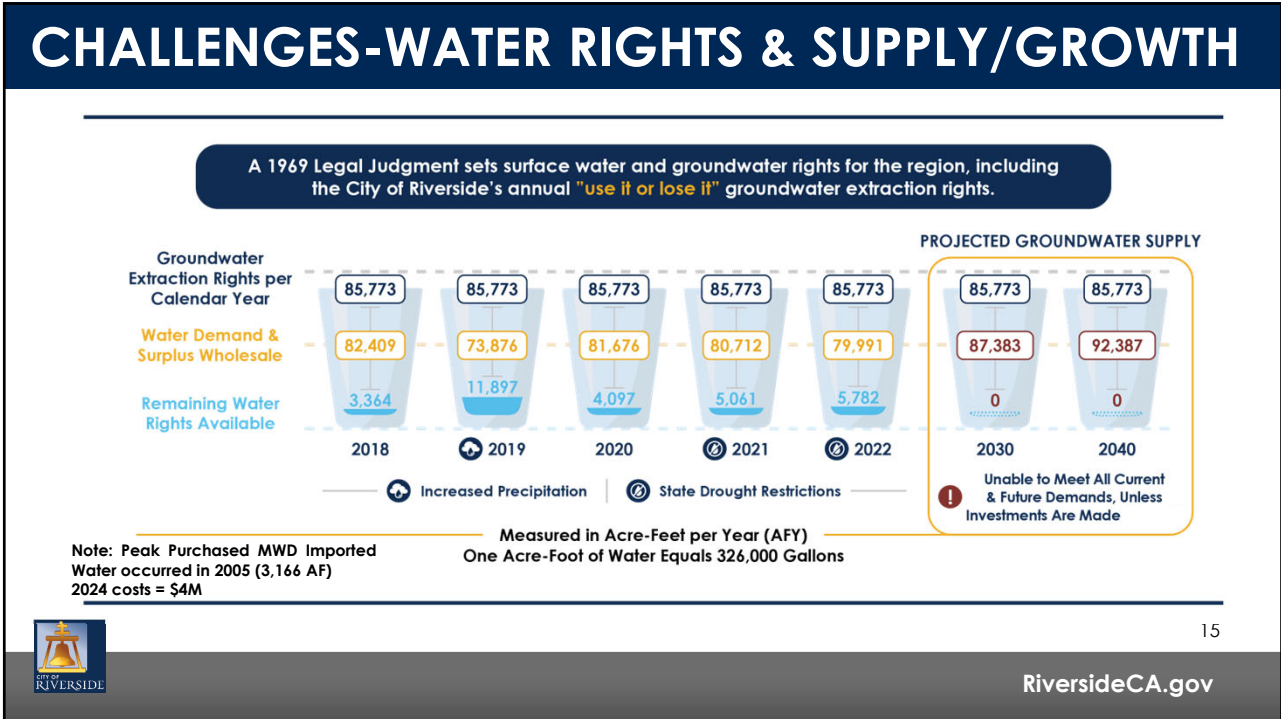 CHALLENGES-WATER RIGHTS & SUPPLY/GROWTH
A 1969 Legal Judgment sets surface water and groundwater rights for the region, including
the City of Riverside's annual "use it or lose it" groundwater extraction rights.
PROJECTED GROUNDWATER SUPPLY
Groundwater
Extraction Rights per
Calendar Year
85,773 85,773 85,773 85,773 85,773 85,773 85,773
Water Demand &
Surplus Wholesale
82,409 73,876 81,676 80,712 79,991 87,383 92,387
Remaining Water
Rights Available
3,364 11,897 4,097 5,061 5,782 0 0
2018 2019 2020 2021 2022 2030 2040
Increased Precipitation State Drought Restrictions
! Unable to Meet All Current
& Future Demands, Unless
Investments Are Made
Measured in Acre-Feet per Year (AFY)
One Acre-Foot of Water Equals 326,000 Gallons
Note: Peak Purchased MWD Imported
Water occurred in 2005 (3,166 AF)
2024 costs = $4M
15
CITY OF
RIVERSIDE
RiversideCA.gov